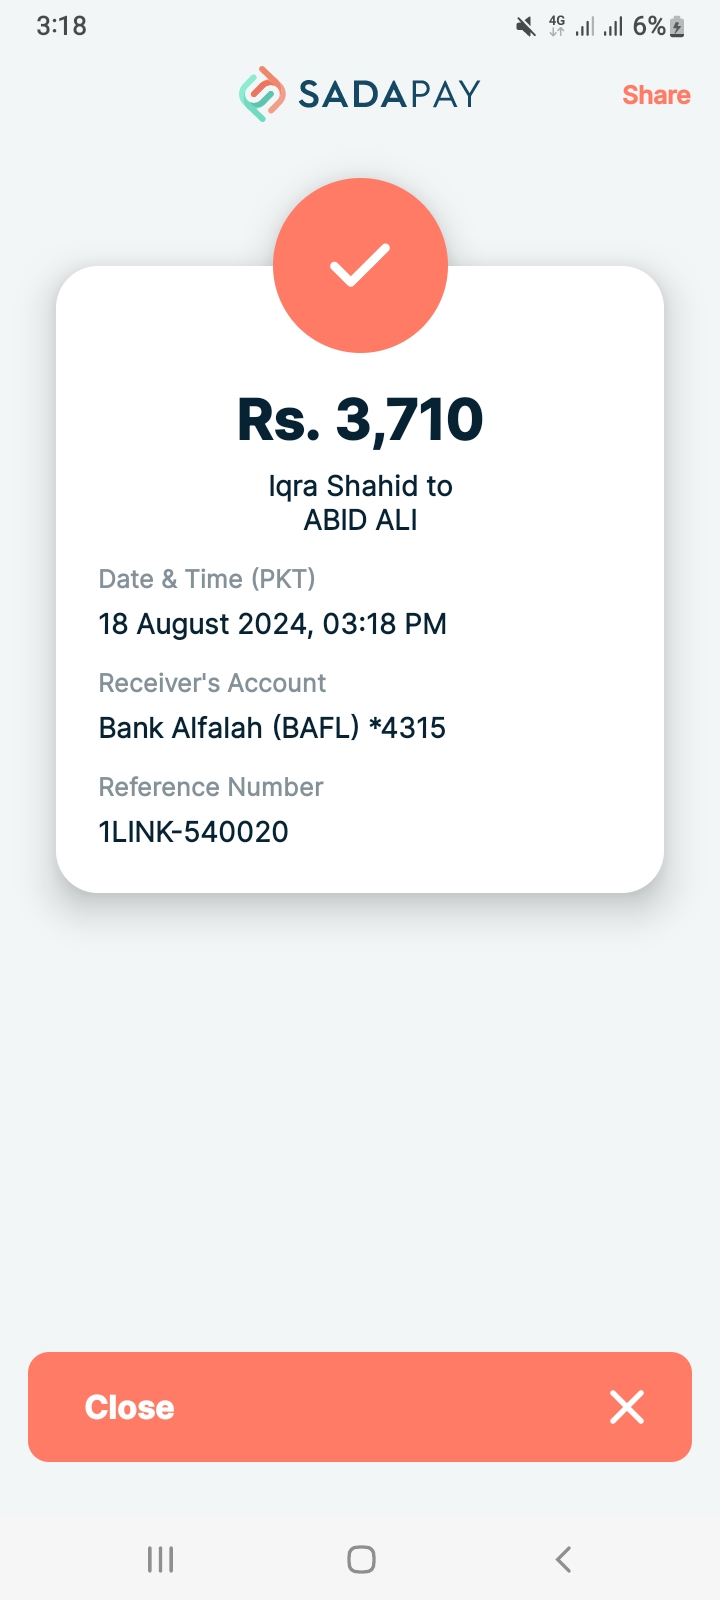 3:18
4G
6%
SADAPAY
Share
Rs. 3,710
Iqra Shahid to
ABID ALI
Date & Time (PKT)
18 August 2024, 03:18 PM
Receiver's Account
Bank Alfalah (BAFL) *4315
Reference Number
1LINK-540020
Close